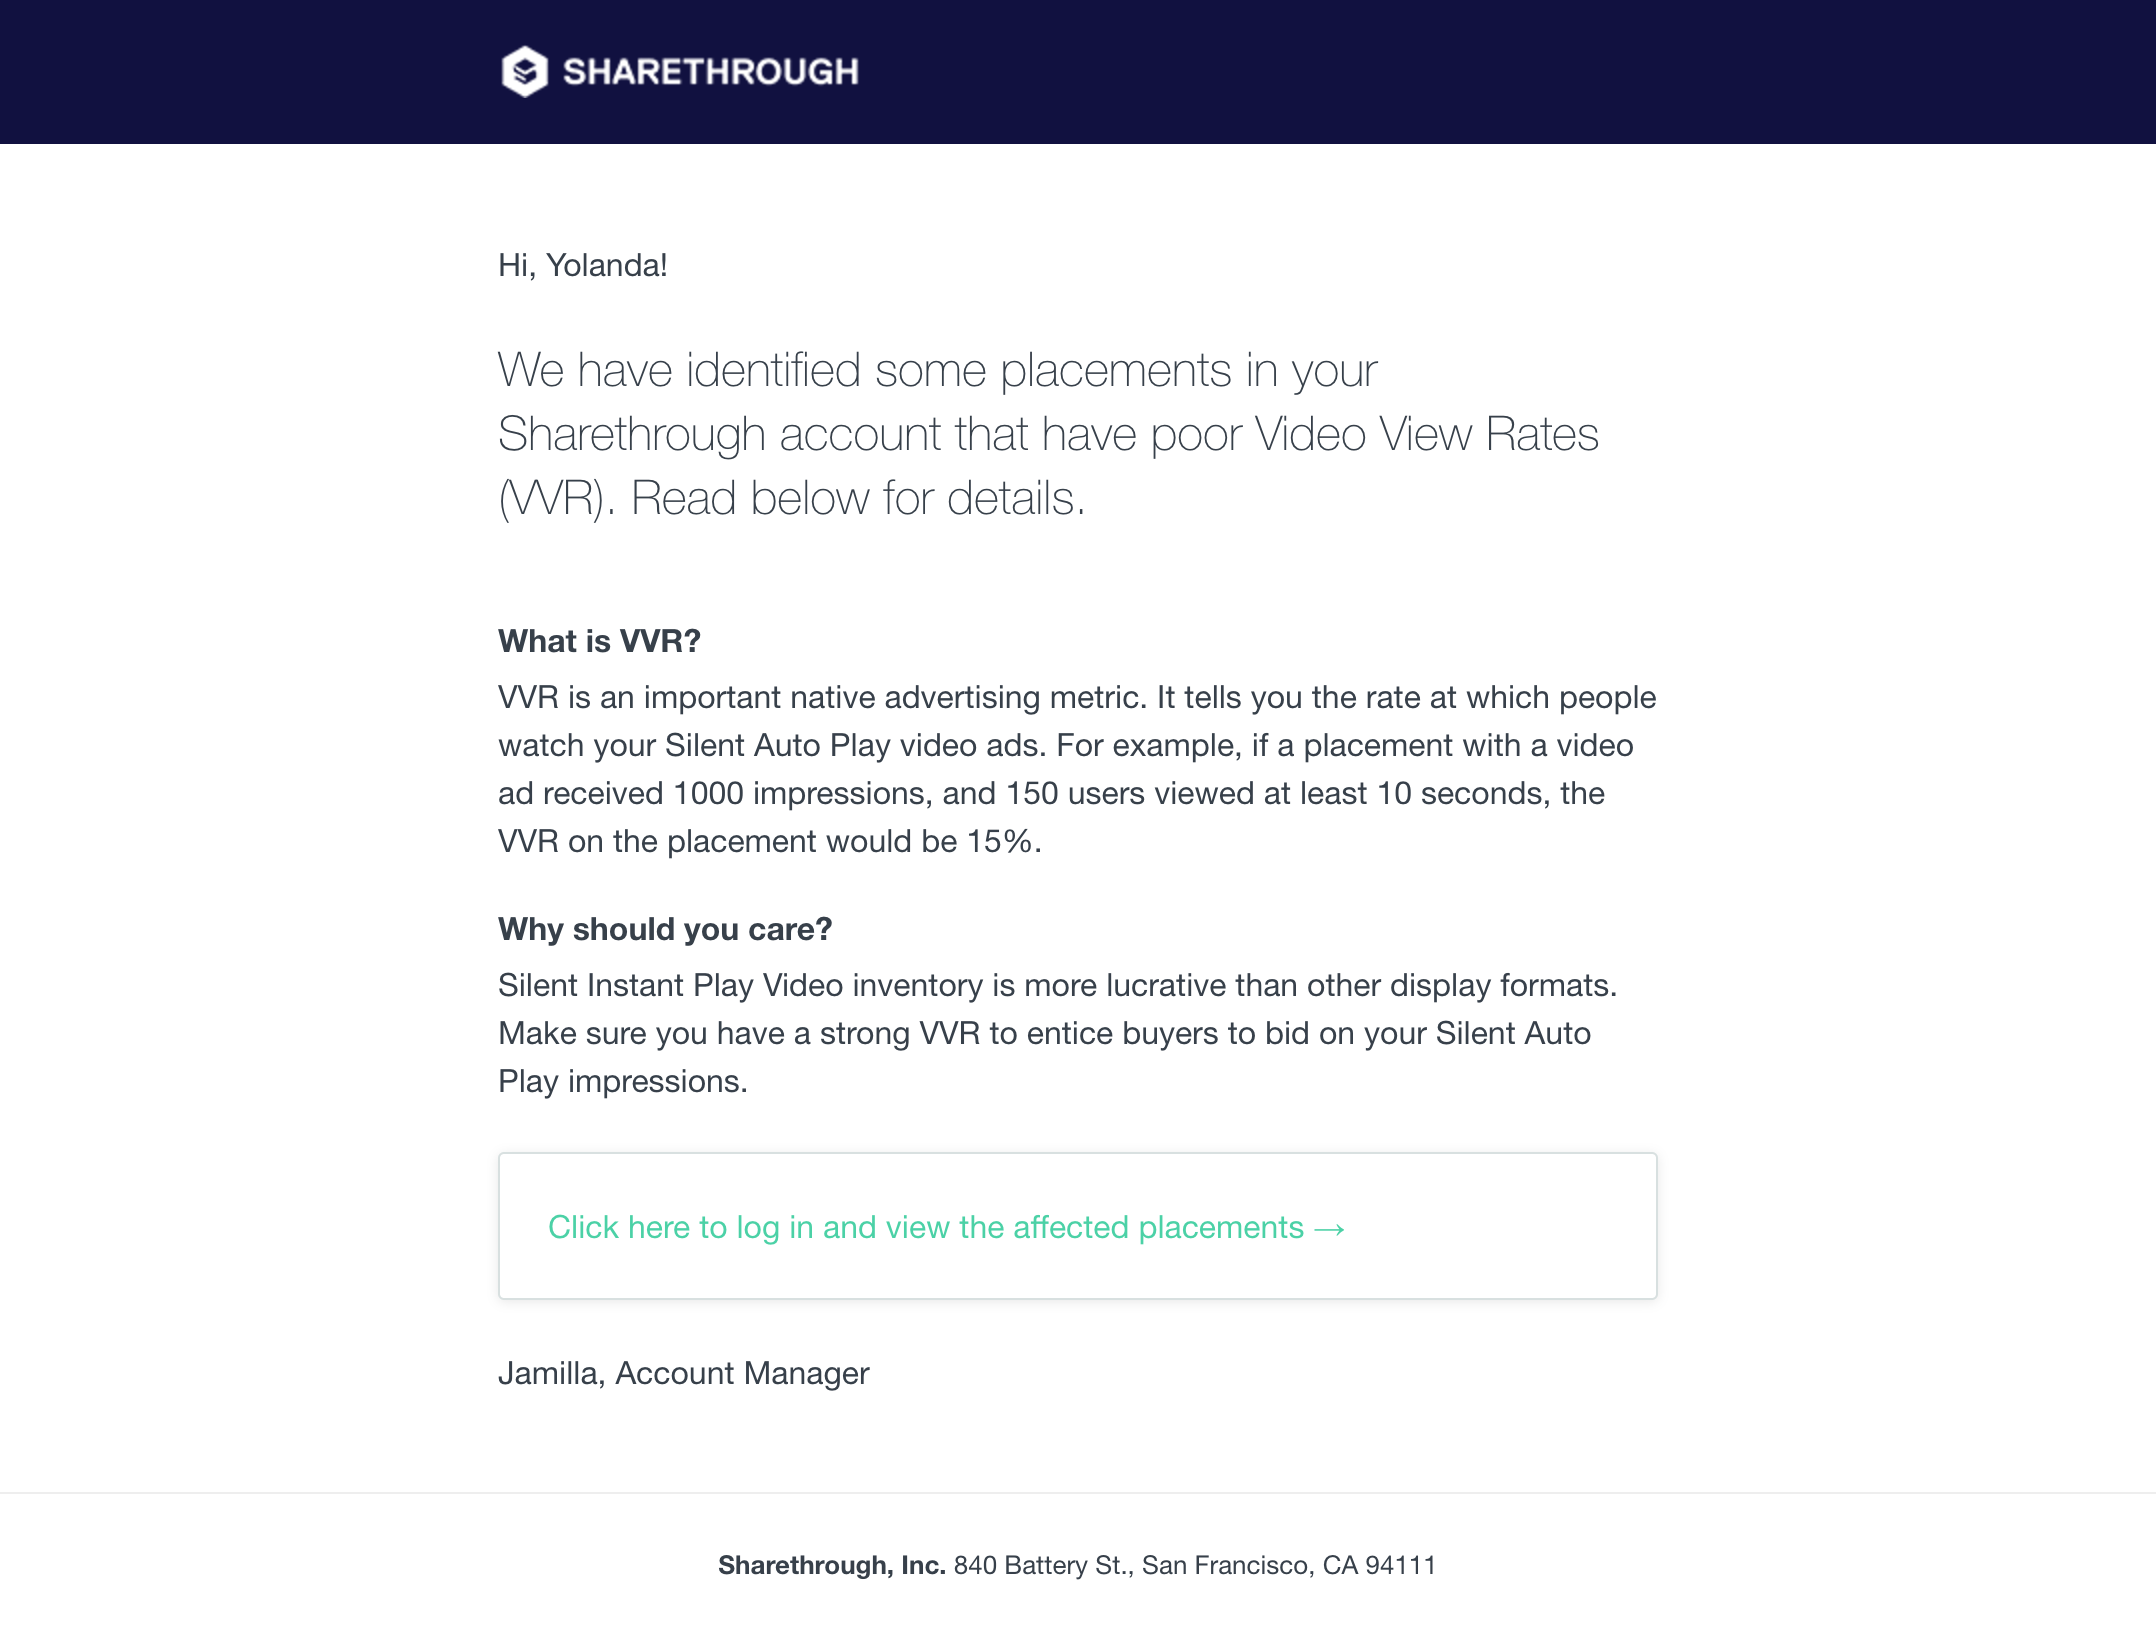 SHARETHROUGH
Hi, Yolanda!
We have identified some placements in your
Sharethrough account that have poor Video View Rates
(VVR). Read below for details.
What is VVR?
VVR is an important native advertising metric. It tells you the rate at which people
watch your Silent Auto Play video ads. For example, if a placement with a video
ad received 1000 impressions, and 150 users viewed at least 10 seconds, the
VVR on the placement would be 15%.
Why should you care?
Silent Instant Play Video inventory is more lucrative than other display formats.
Make sure you have a strong VVR to entice buyers to bid on your Silent Auto
Play impressions.
Click here to log in and view the affected placements →
Jamilla, Account Manager
Sharethrough, Inc. 840 Battery St., San Francisco, CA 94111